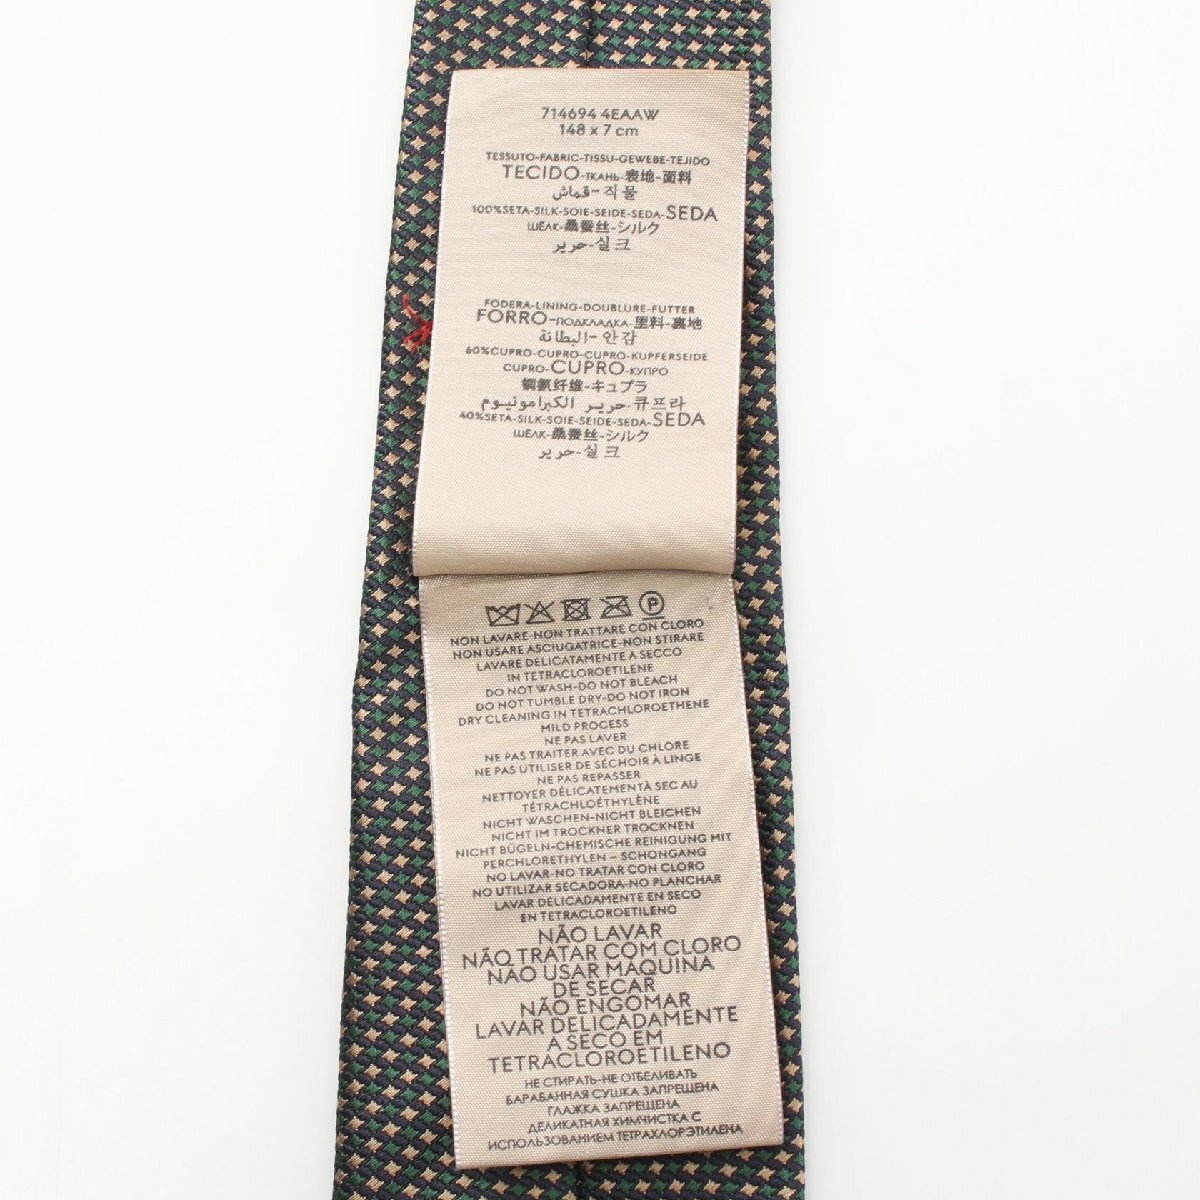 714694 4EAAW
148 x 7 cm
TESSUTO-FABRIC-TISSU-GEWEBE-TEJIDO
TECIDO-ТКАНЬ-表地-面料
قماش-직물
100%SETA-SILK-SOIE-SEIDE-SEDA-SEDA
ШЕЛК-桑蚕丝-シルク
حرير-실크
FODERA-LINING-DOUBLURE-FUTTER
FORRO-ПОДКЛАДКА-里料-裏地
البطانة-안감
60%CUPRO-CUPRO-CUPRO-KUPFERSEIDE
CUPRO-CUPRO-КУПРО
铜氨纤维-キュプラ
حرير الكبرامونيوم-큐프라
40%SETA-SILK-SOIE-SEIDE-SEDA-SEDA
ШЕЛК-桑蚕丝-シルク
حرير-실크
P
NON LAVARE-NON TRATTARE CON CLORO
NON USARE ASCIUGATRICE-NON STIRARE
LAVARE DELICATAMENTE A SECCO
IN TETRACLOROETILENE
DO NOT WASH-DO NOT BLEACH
DO NOT TUMBLE DRY-DO NOT IRON
DRY CLEANING IN TETRACHLOROETHENE
MILD PROCESS
NE PAS LAVER
NE PAS TRAITER AVEC DU CHLORE
NE PAS UTILISER DE SÉCHOIR À LINGE
NE PAS REPASSER
NETTOYER DÉLICATEMENTÀ SEC AU
TÉTRACHLOÉTHYLÈNE
NICHT WASCHEN-NICHT BLEICHEN
NICHT IM TROCKNER TROCKNEN
NICHT BÜGELN-CHEMISCHE REINIGUNG MIT
PERCHLORETHYLEN – SCHONGANG
NO LAVAR-NO TRATAR CON CLORO
NO UTILIZAR SECADORA-NO PLANCHAR
LAVAR DELICADAMENTE EN SECO
EN TETRACLOROETILENO
NÃO LAVAR
NÃO TRATAR COM CLORO
NÃO USAR MÁQUINA
DE SECAR
NÃO ENGOMAR
LAVAR DELICADAMENTE
A SECO EM
TETRACLOROETILENO
НЕ СТИРАТЬ-НЕ ОТБЕЛИВАТЬ
БАРАБАННАЯ СУШКА ЗАПРЕЩЕНА
ГЛАЖКА ЗАПРЕЩЕНА
ДЕЛИКАТНАЯ ХИМЧИСТКА С
ИСПОЛЬЗОВАНИЕМ ТЕТРАХЛОРЭТИЛЕНА